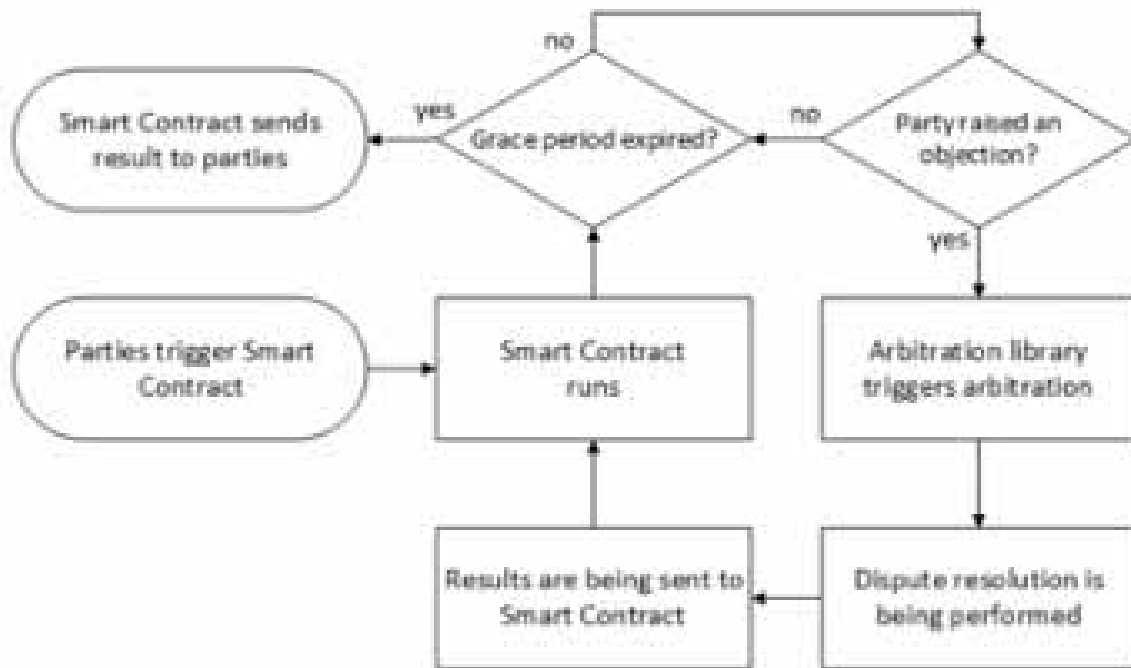 no
yes
Smart Contract sends
result to parties
Grace period expired?
no
Party raised an
objection?
yes
Parties trigger Smart
Contract
Smart Contract
runs
Arbitration library
triggers arbitration
Results are being sent to
Smart Contract
Dispute resolution is
being performed